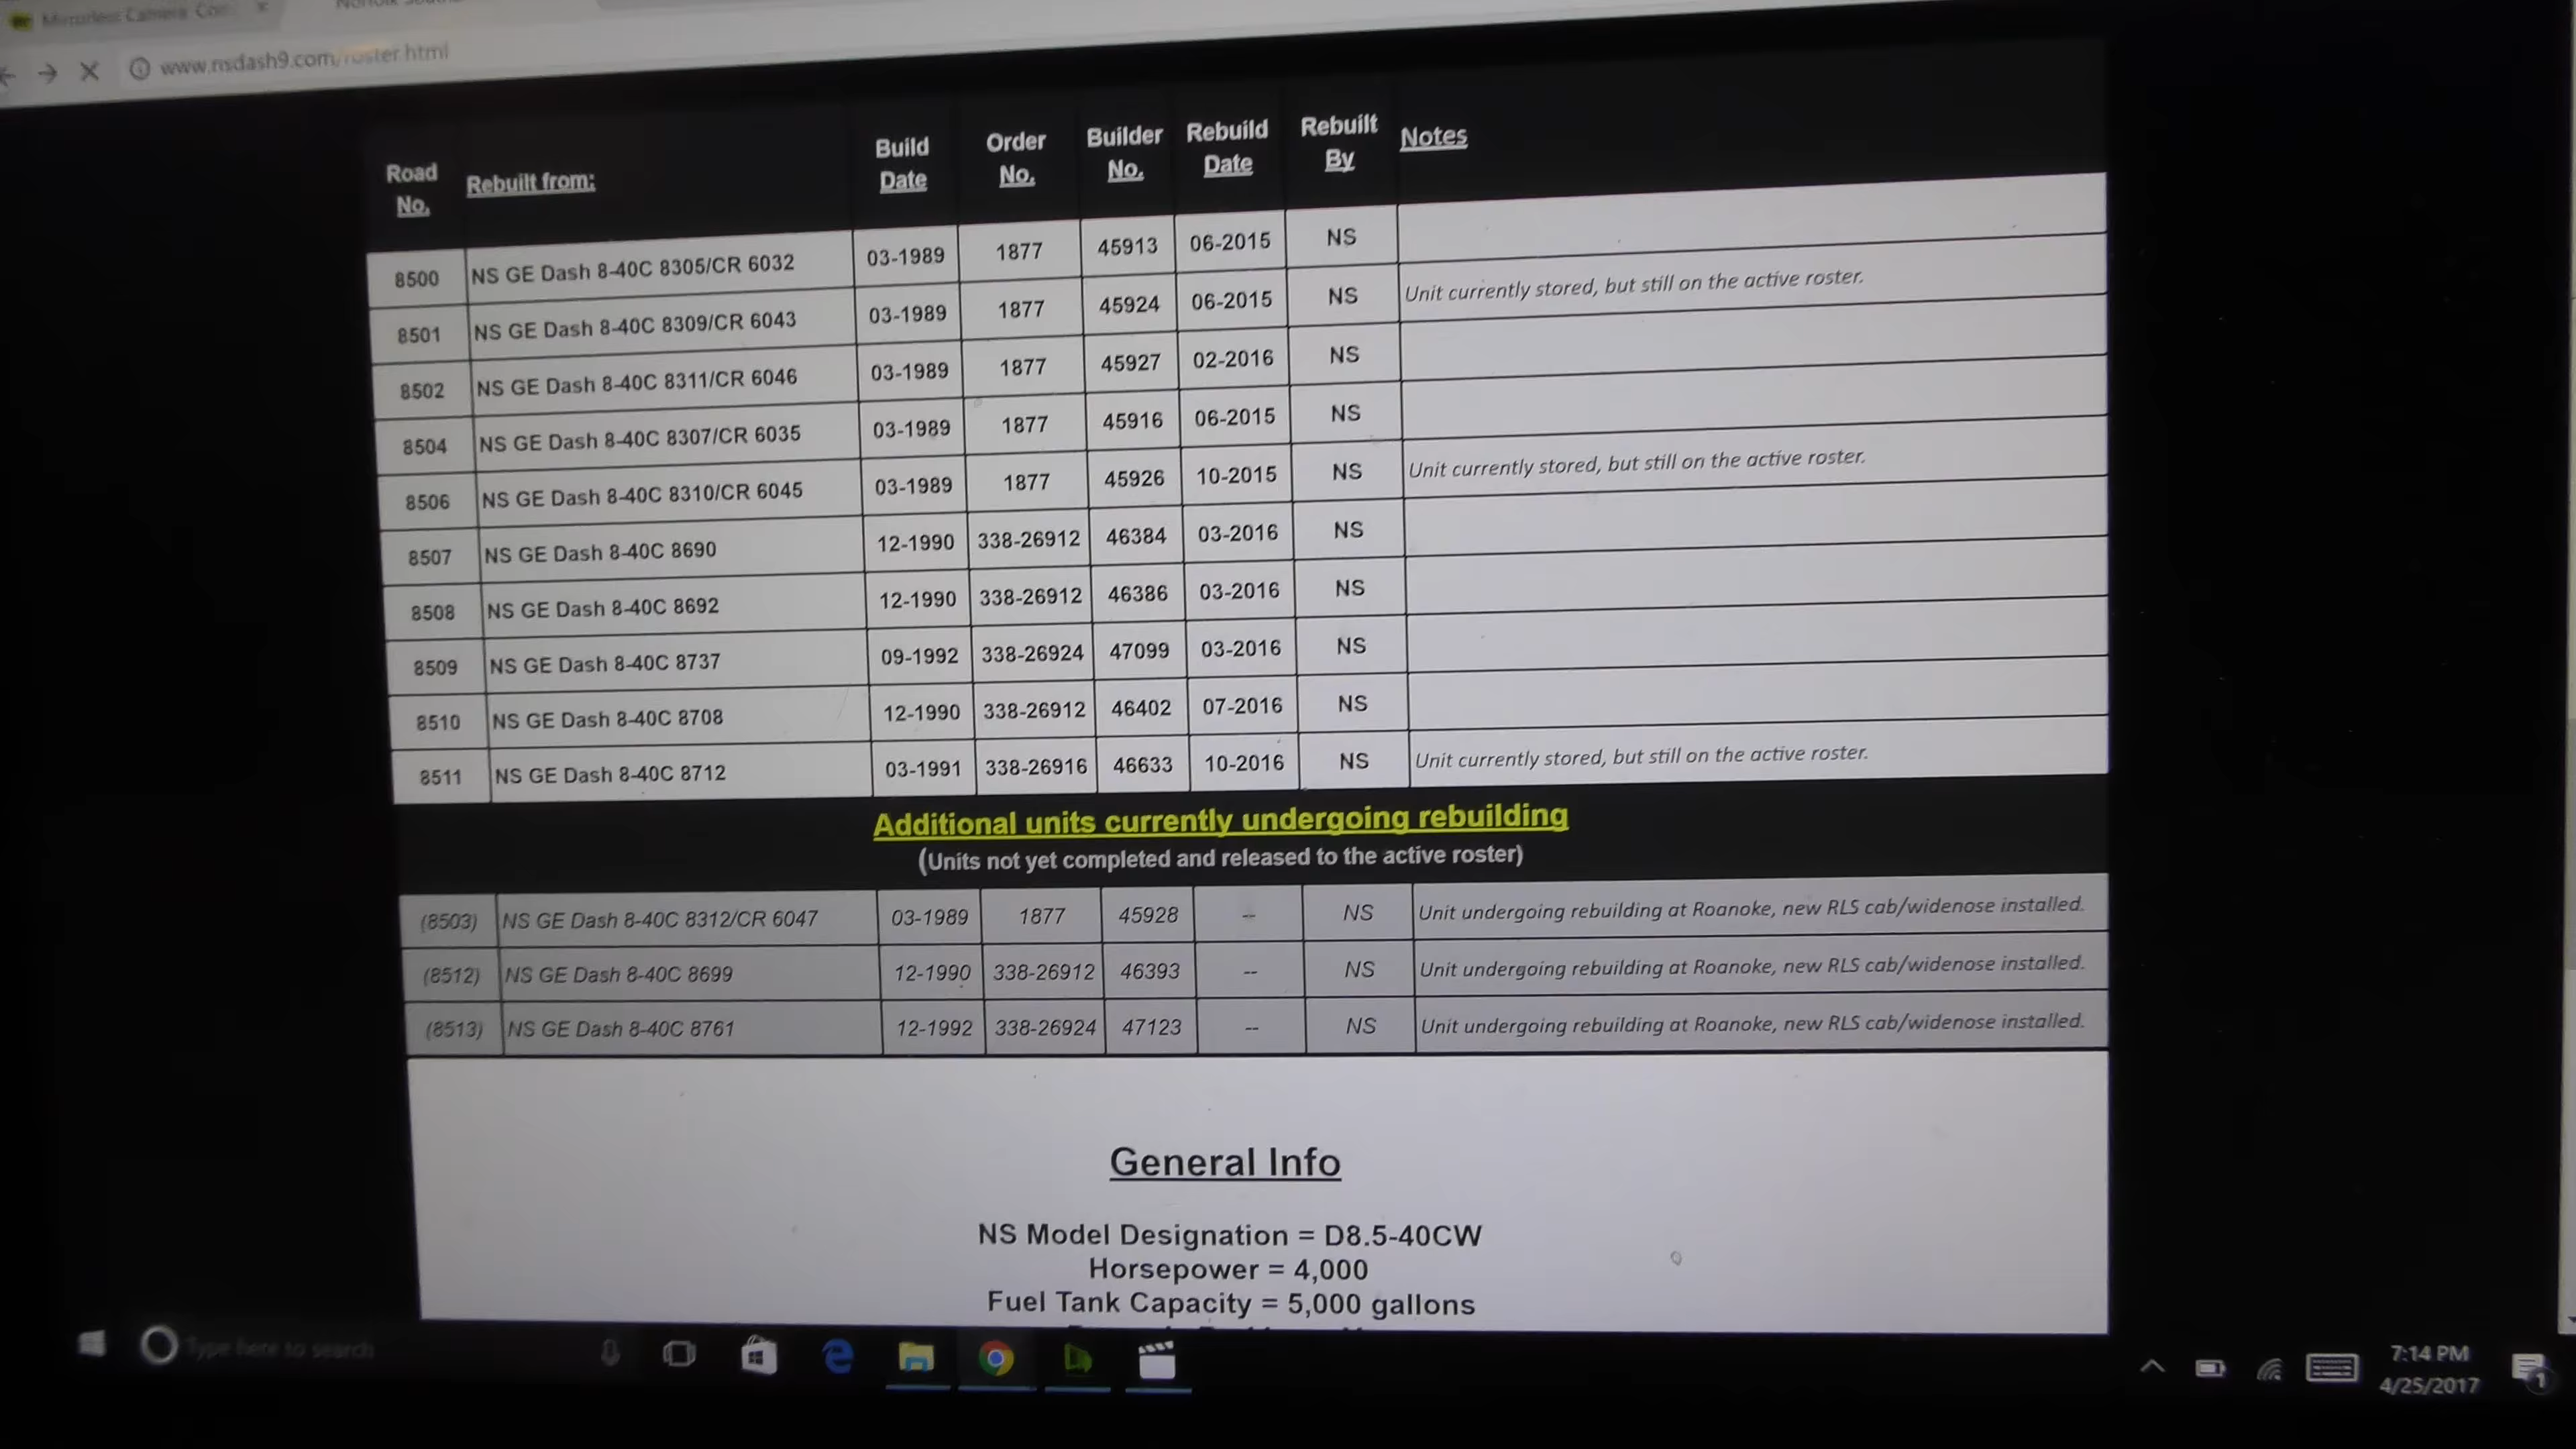 Mirrorless Camera
www.nsdash9.com/roster.html
Road No. Rebuilt from: Build Date Order No. Builder No. Rebuild Date Rebuilt By Notes
8500 NS GE Dash 8-40C 8305/CR 6032 03-1989 1877 45913 06-2015 NS
8501 NS GE Dash 8-40C 8309/CR 6043 03-1989 1877 45924 06-2015 NS Unit currently stored, but still on the active roster.
8502 NS GE Dash 8-40C 8311/CR 6046 03-1989 1877 45927 02-2016 NS
8504 NS GE Dash 8-40C 8307/CR 6035 03-1989 1877 45916 06-2015 NS
8506 NS GE Dash 8-40C 8310/CR 6045 03-1989 1877 45926 10-2015 NS Unit currently stored, but still on the active roster.
8507 NS GE Dash 8-40C 8690 12-1990 338-26912 46384 03-2016 NS
8508 NS GE Dash 8-40C 8692 12-1990 338-26912 46386 03-2016 NS
8509 NS GE Dash 8-40C 8737 09-1992 338-26924 47099 03-2016 NS
8510 NS GE Dash 8-40C 8708 12-1990 338-26912 46402 07-2016 NS
8511 NS GE Dash 8-40C 8712 03-1991 338-26916 46633 10-2016 NS Unit currently stored, but still on the active roster.
Additional units currently undergoing rebuilding
(Units not yet completed and released to the active roster)
(8503) NS GE Dash 8-40C 8312/CR 6047 03-1989 1877 45928 -- NS Unit undergoing rebuilding at Roanoke, new RLS cab/widenose installed.
(8512) NS GE Dash 8-40C 8699 12-1990 338-26912 46393 -- NS Unit undergoing rebuilding at Roanoke, new RLS cab/widenose installed.
(8513) NS GE Dash 8-40C 8761 12-1992 338-26924 47123 -- NS Unit undergoing rebuilding at Roanoke, new RLS cab/widenose installed.
General Info
NS Model Designation = D8.5-40CW
Horsepower = 4,000
Fuel Tank Capacity = 5,000 gallons
Type here to search
7:14 PM
4/25/2017
1